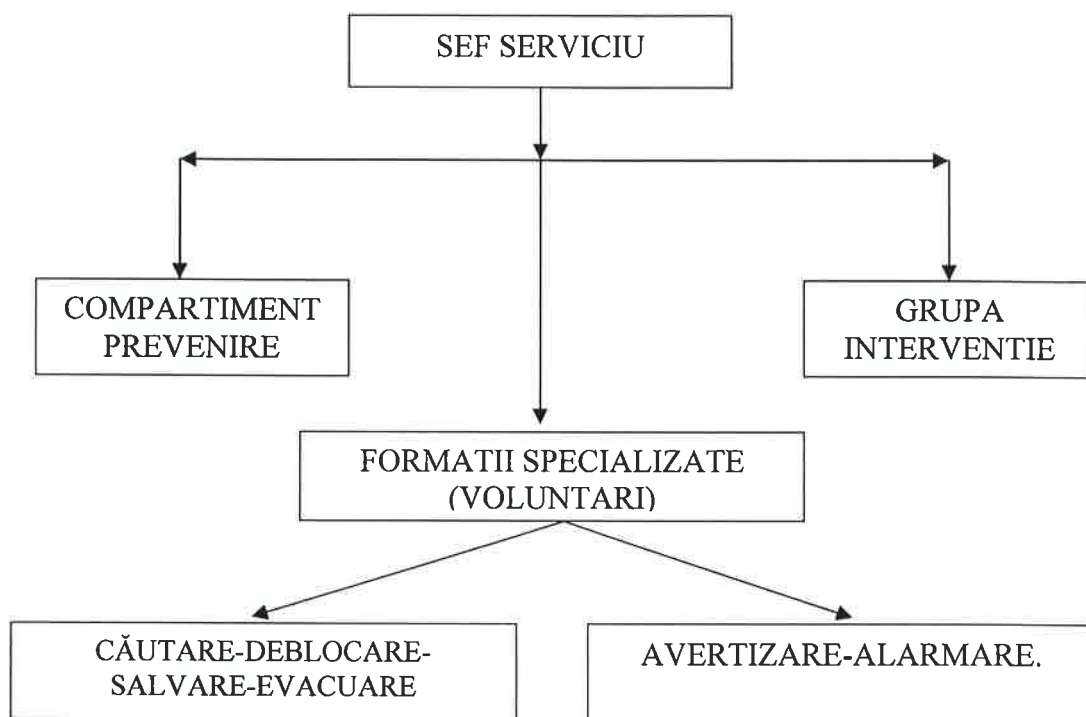 SEF SERVICIU
COMPARTIMENT
PREVENIRE
GRUPA
INTERVENTIE
FORMATII SPECIALIZATE
(VOLUNTARI)
CĂUTARE-DEBLOCARE-
SALVARE-EVACUARE
AVERTIZARE-ALARMARE.